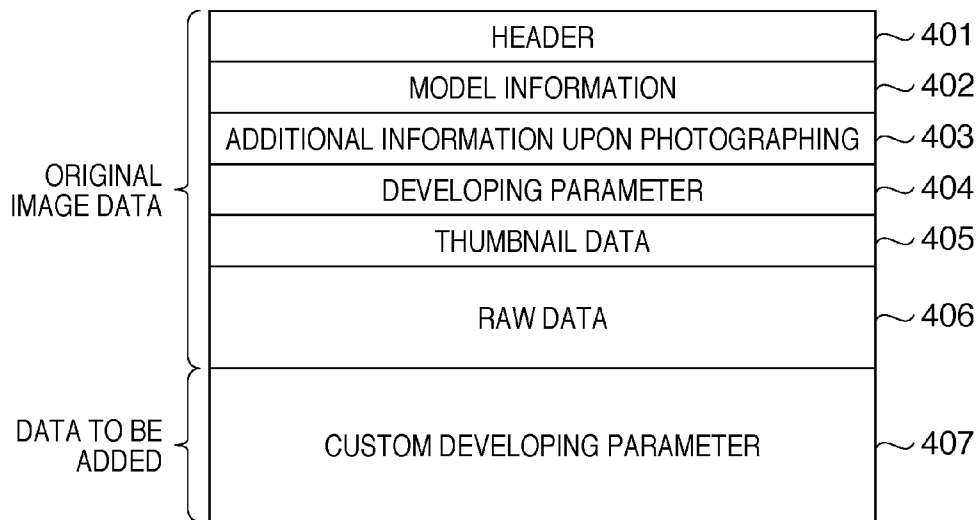 HEADER 401
MODEL INFORMATION 402
ADDITIONAL INFORMATION UPON PHOTOGRAPHING 403
ORIGINAL
IMAGE DATA
DEVELOPING PARAMETER 404
THUMBNAIL DATA 405
RAW DATA 406
DATA TO BE
ADDED
CUSTOM DEVELOPING PARAMETER 407